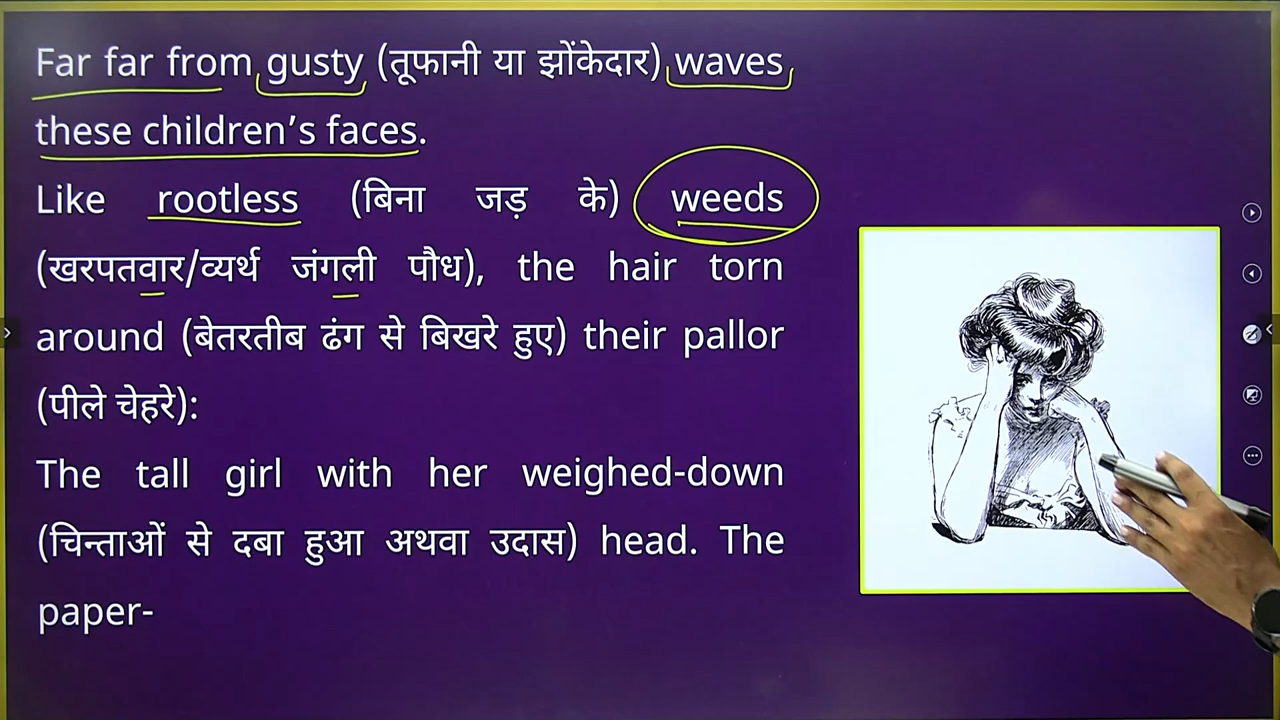 Far far from gusty (तूफानी या झोंकेदार) waves
these children’s faces.
Like rootless (बिना जड़ के) weeds
(खरपतवार/व्यर्थ जंगली पौध), the hair torn
around (बेतरतीब ढंग से बिखरे हुए) their pallor
(पीले चेहरे):
The tall girl with her weighed-down
(चिन्ताओं से दबा हुआ अथवा उदास) head. The
paper-